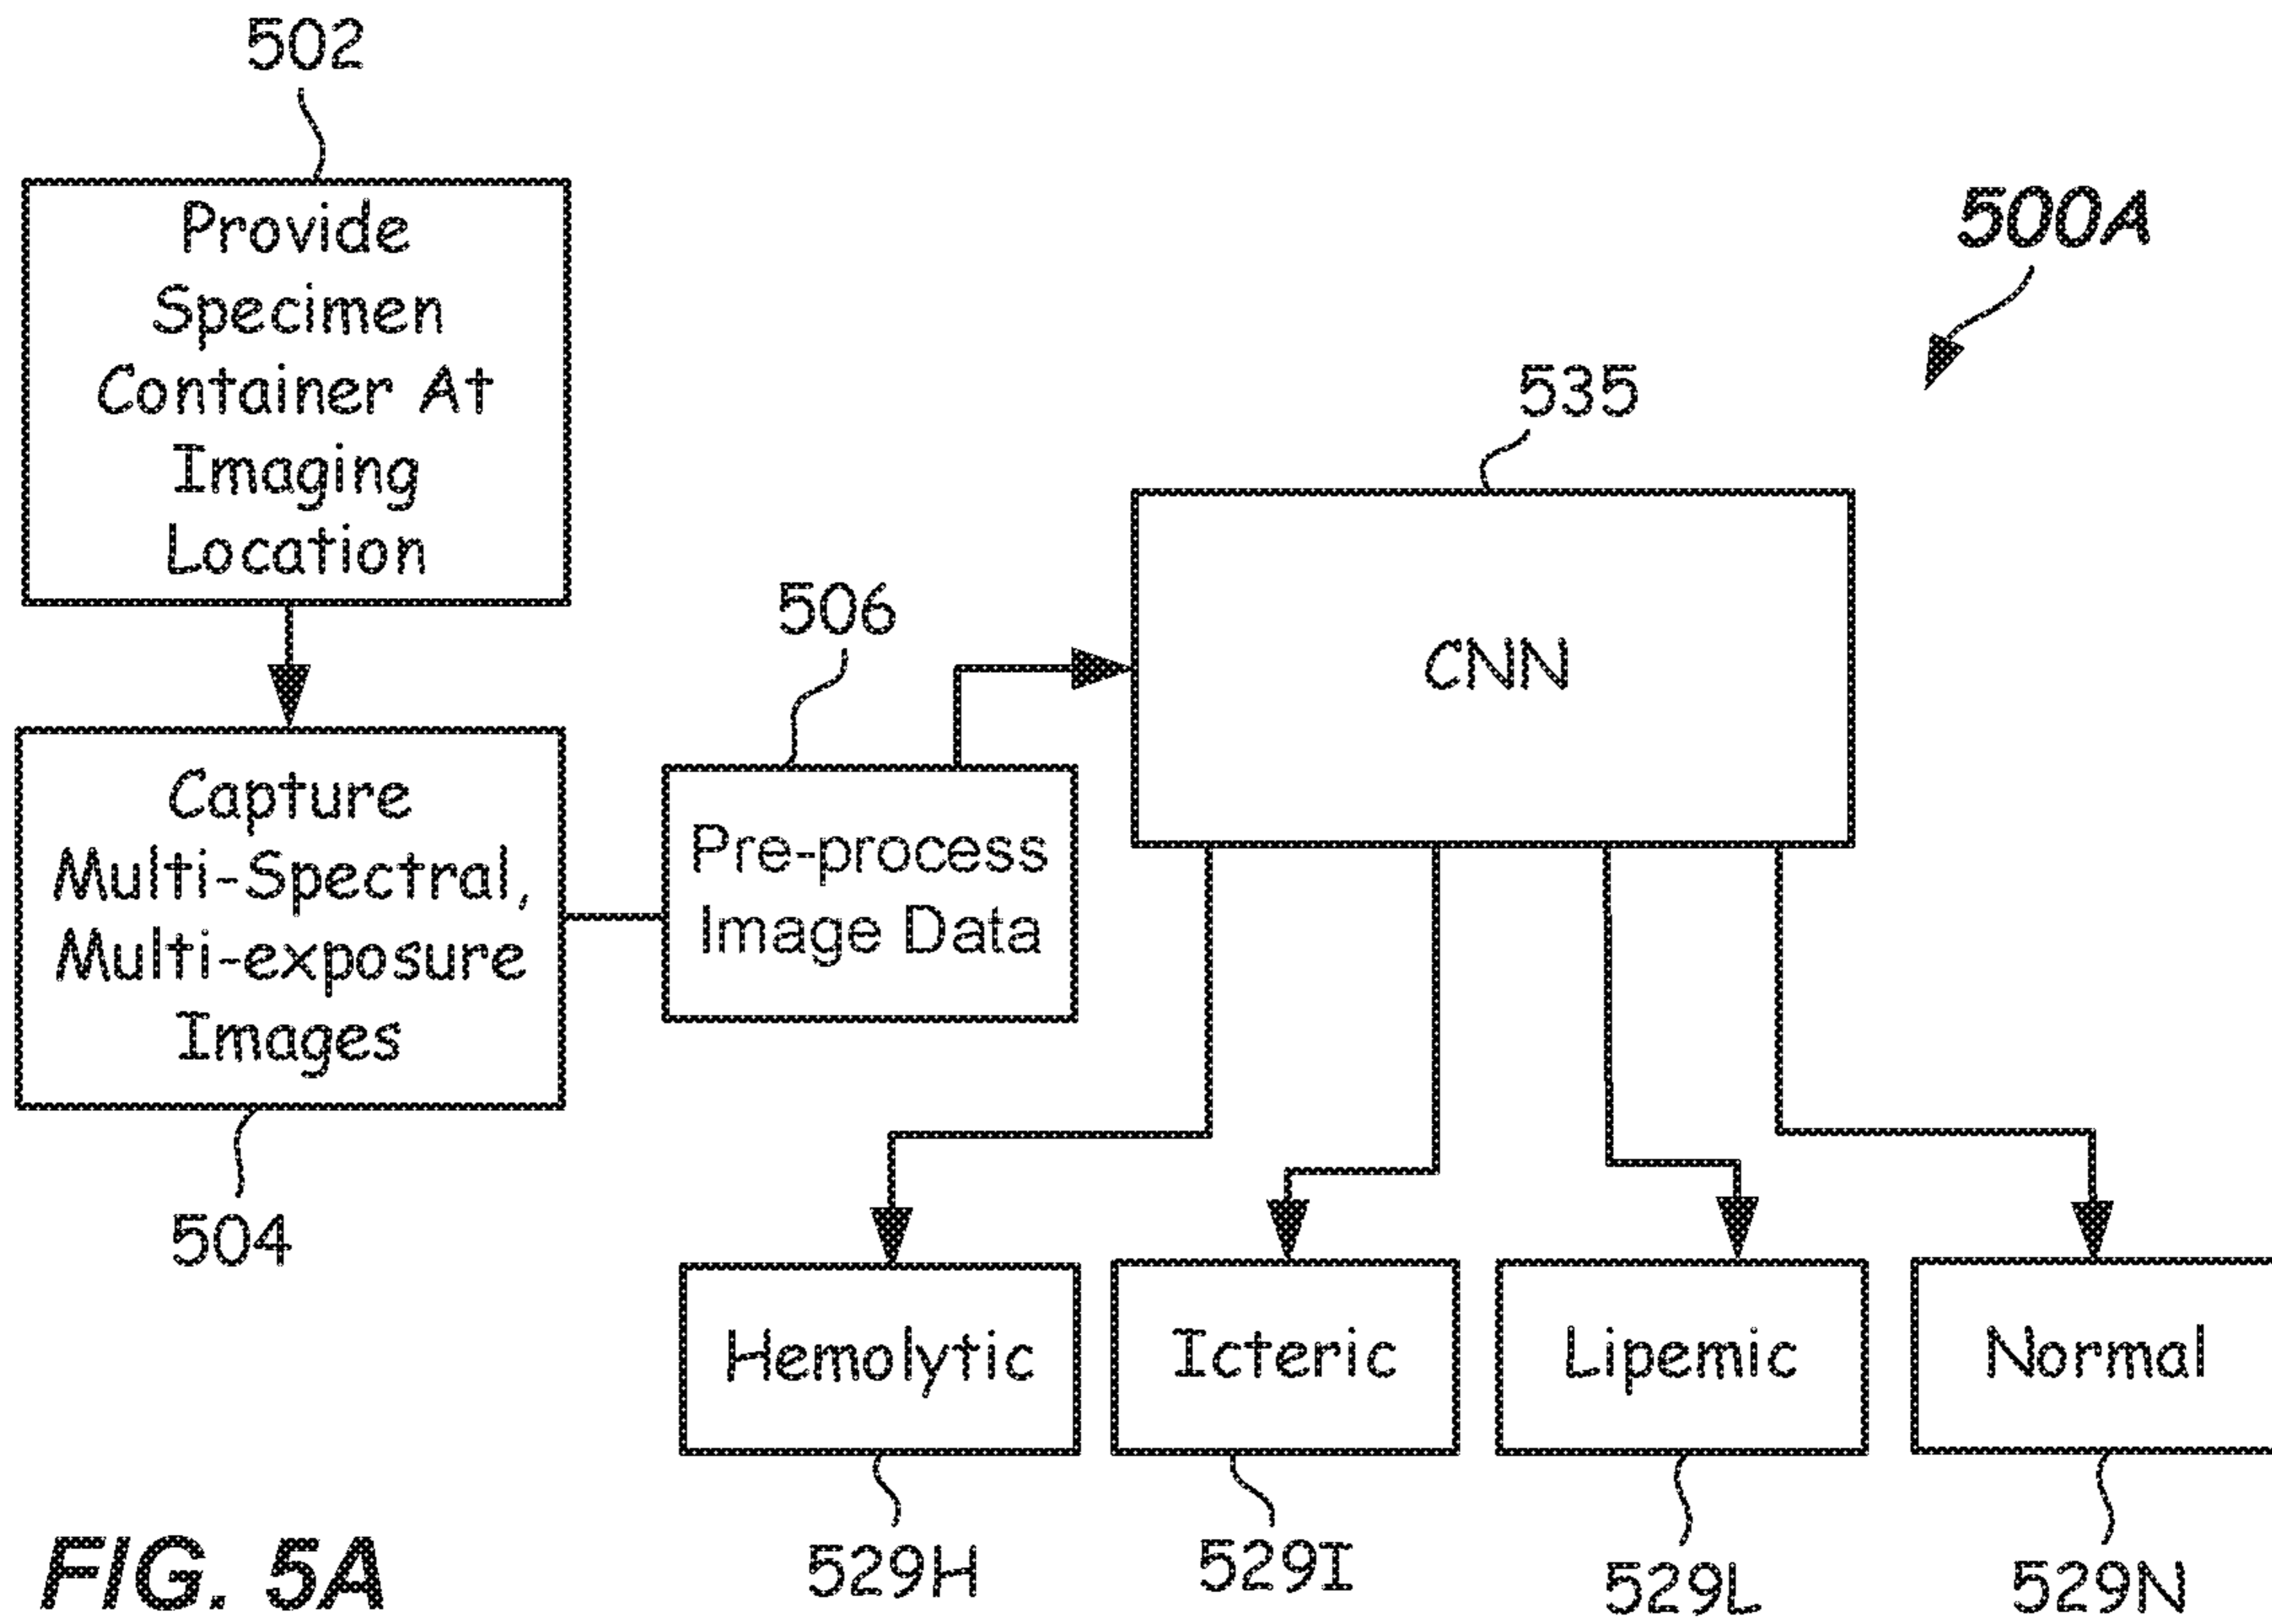 502
Provide
Specimen
Container At
Imaging
Location
500A
535
CNN
506
Pre-process
Image Data
Capture
Multi-Spectral,
Multi-exposure
Images
504
Hemolytic
Icteric
Lipemic
Normal
529H
529I
529L
529N
FIG. 5A